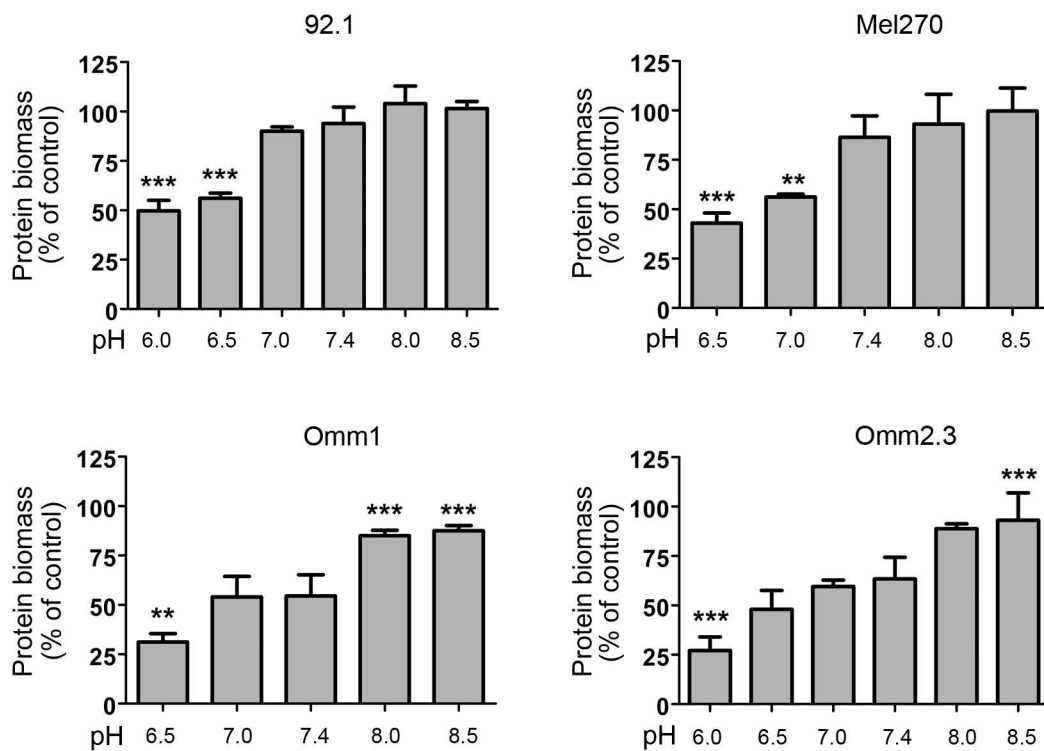 92.1
Protein biomass
(% of control)
125
100
75
50
25
0
*** ***
pH 6.0 6.5 7.0 7.4 8.0 8.5
Mel270
Protein biomass
(% of control)
125
100
75
50
25
0
*** **
pH 6.5 7.0 7.4 8.0 8.5
Omm1
Protein biomass
(% of control)
125
100
75
50
25
0
** *** ***
pH 6.5 7.0 7.4 8.0 8.5
Omm2.3
Protein biomass
(% of control)
125
100
75
50
25
0
*** ***
pH 6.0 6.5 7.0 7.4 8.0 8.5